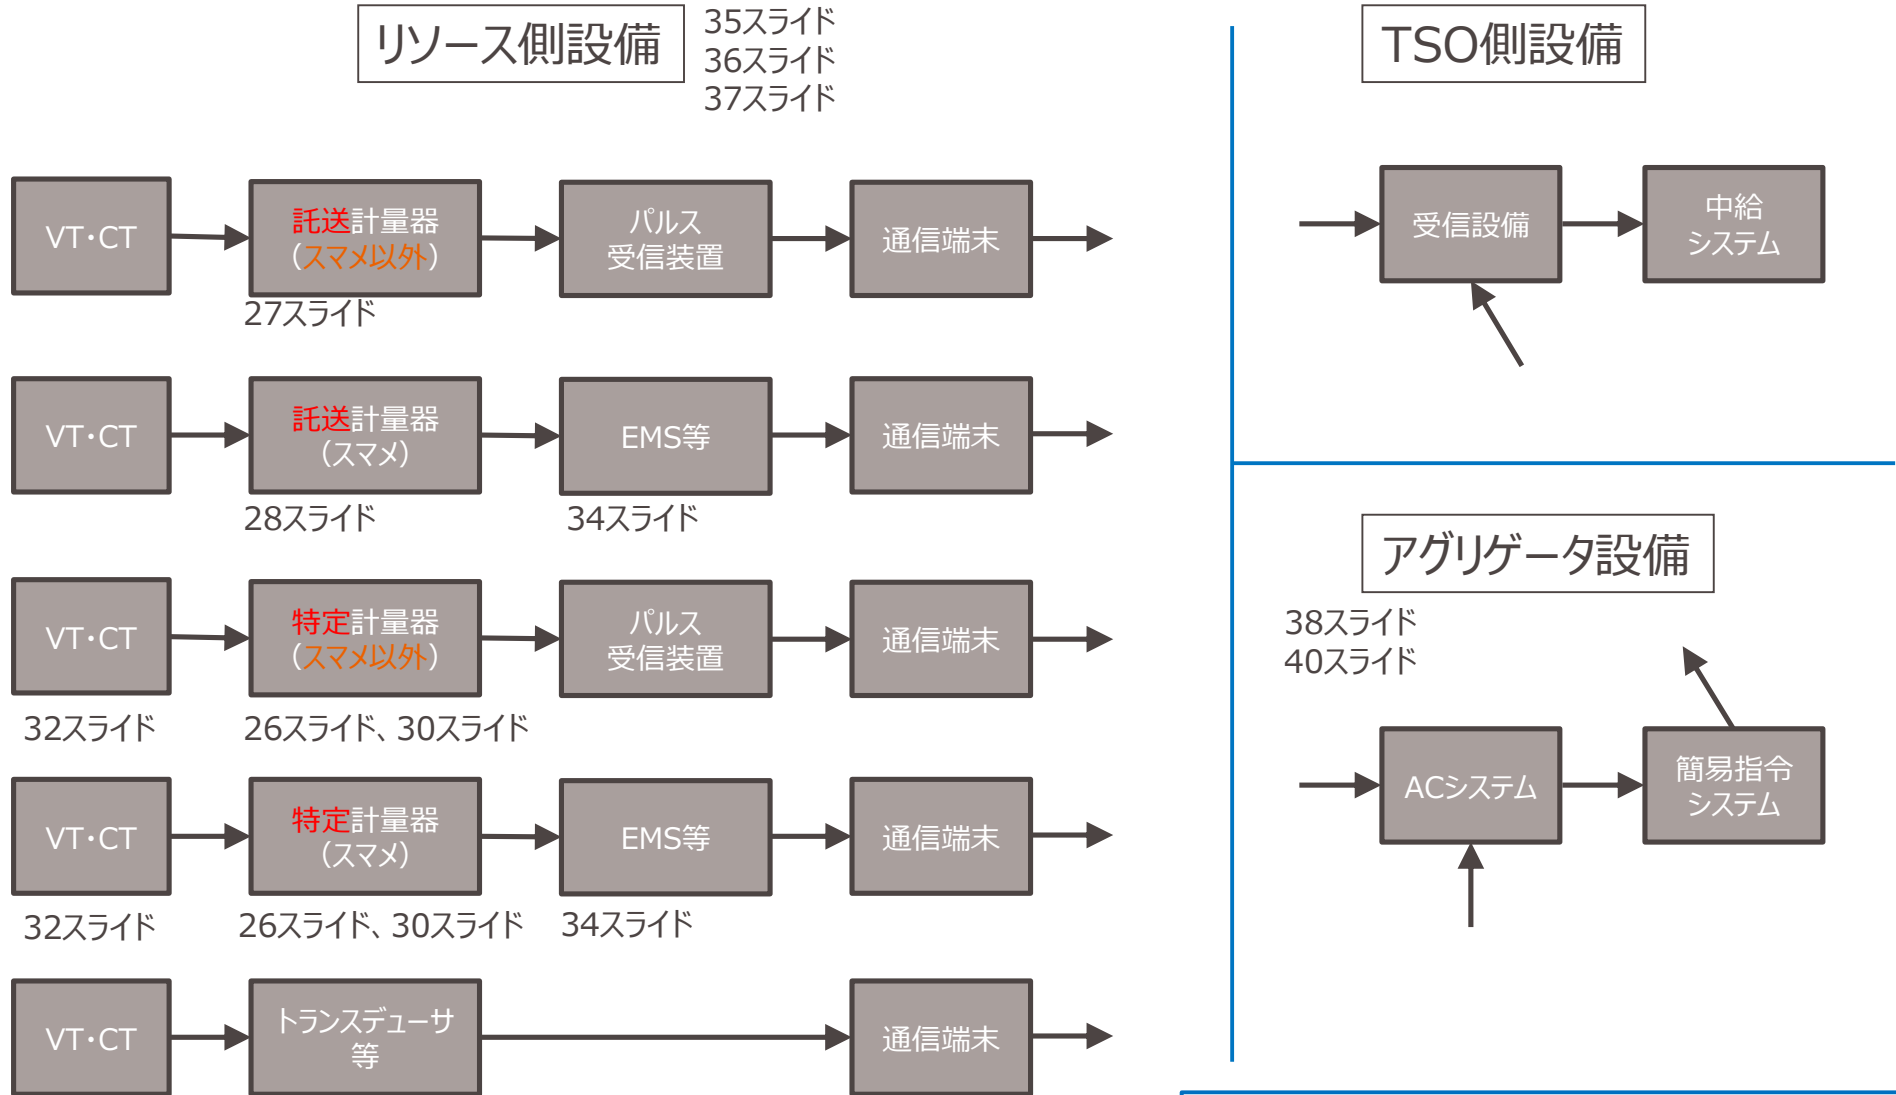 リソース側設備
35スライド
36スライド
37スライド
VT・CT
託送計量器
（スマメ以外）
パルス
受信装置
通信端末
27スライド
VT・CT
託送計量器
（スマメ）
EMS等
通信端末
28スライド
34スライド
VT・CT
特定計量器
（スマメ以外）
パルス
受信装置
通信端末
32スライド
26スライド、30スライド
VT・CT
特定計量器
（スマメ）
EMS等
通信端末
32スライド
26スライド、30スライド
34スライド
VT・CT
トランスデューサ
等
通信端末
TSO側設備
受信設備
中給
システム
アグリゲータ設備
38スライド
40スライド
ACシステム
簡易指令
システム